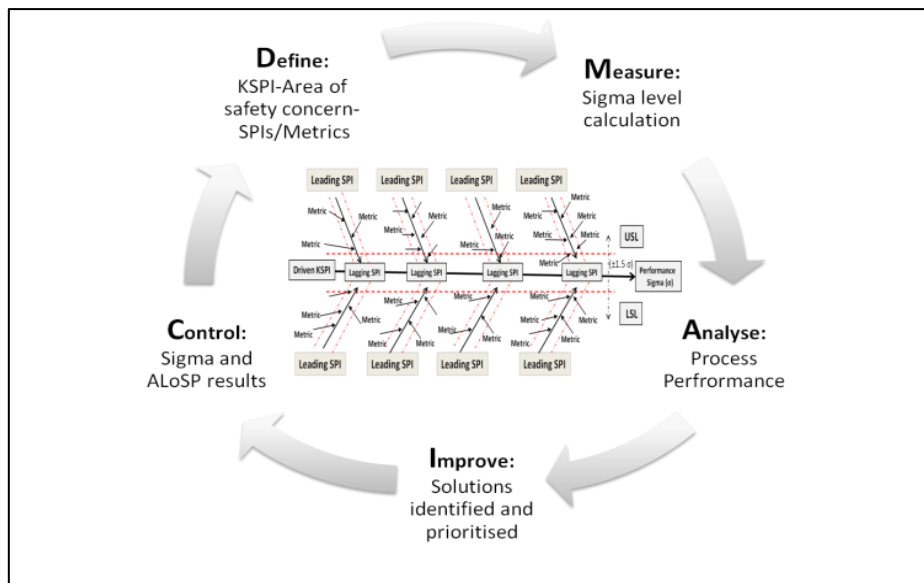 Define:
KSPI-Area of
safety concern-
SPIs/Metrics
Measure:
Sigma level
calculation
Leading SPI Leading SPI Leading SPI Leading SPI
Metric Metric Metric Metric
Metric Metric Metric Metric
Metric Metric Metric Metric
USL
Driven KSPI Lagging SPI Lagging SPI Lagging SPI Lagging SPI (±1.5 σ) Performance
Sigma (σ)
LSL
Metric Metric Metric Metric
Metric Metric Metric Metric
Metric Metric Metric Metric
Leading SPI Leading SPI Leading SPI Leading SPI
Control:
Sigma and
ALoSP results
Analyse:
Process
Perfrormance
Improve:
Solutions
identified and
prioritised